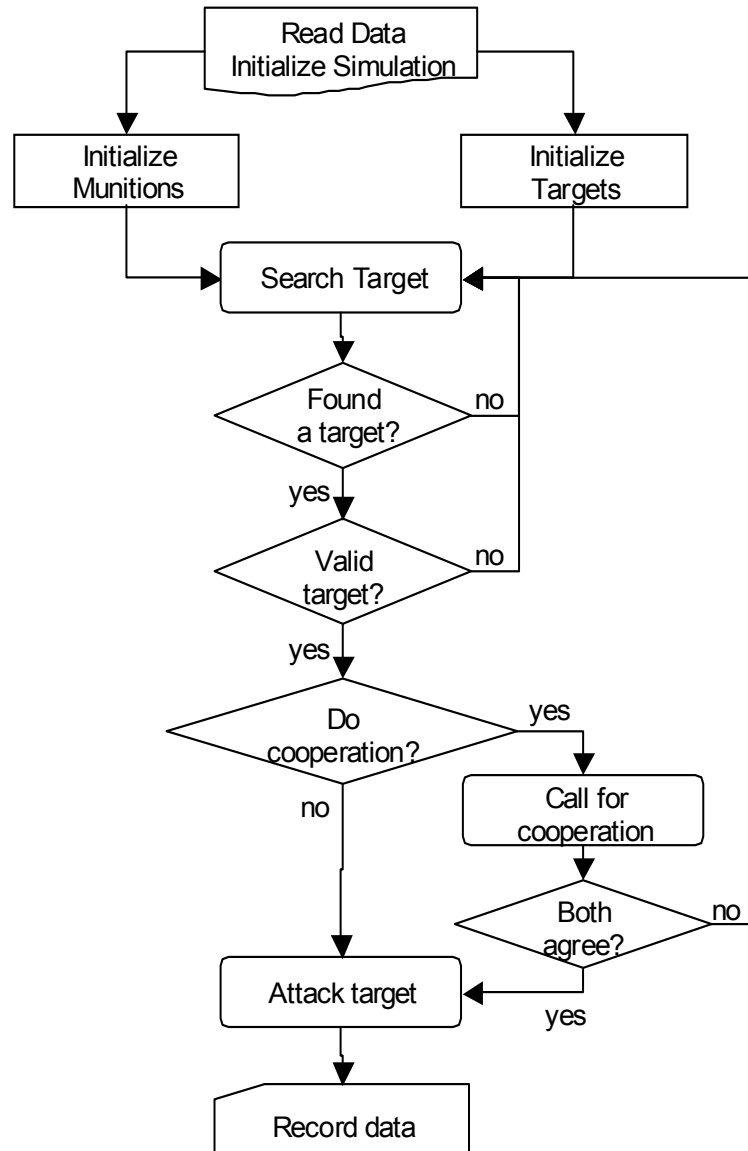 Read Data
Initialize Simulation
Initialize
Munitions
Initialize
Targets
Search Target
Found
a target?
no
yes
Valid
target?
no
yes
Do
cooperation?
yes
no
Call for
cooperation
Both
agree?
no
yes
Attack target
Record data